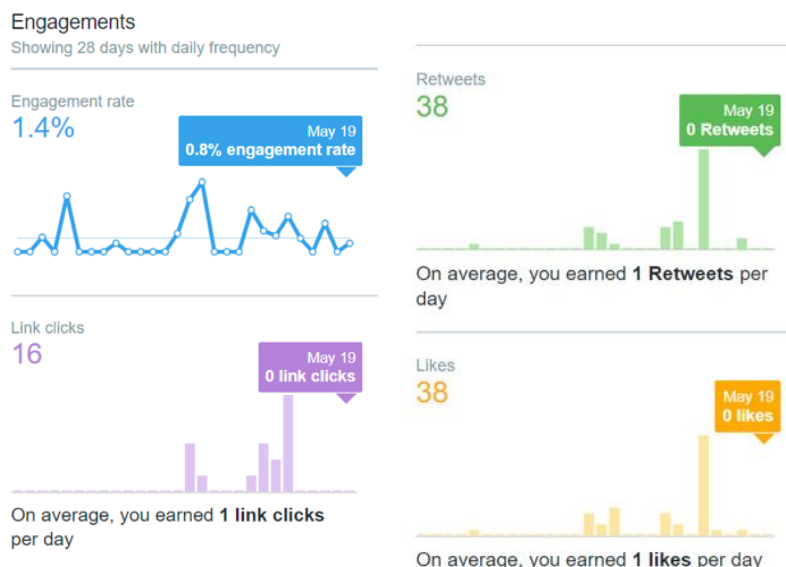 Engagements
Showing 28 days with daily frequency
Engagement rate
1.4%
May 19
0.8% engagement rate
Link clicks
16
May 19
0 link clicks
On average, you earned 1 link clicks
per day
Retweets
38
May 19
0 Retweets
On average, you earned 1 Retweets per
day
Likes
38
May 19
0 likes
On average, you earned 1 likes per day